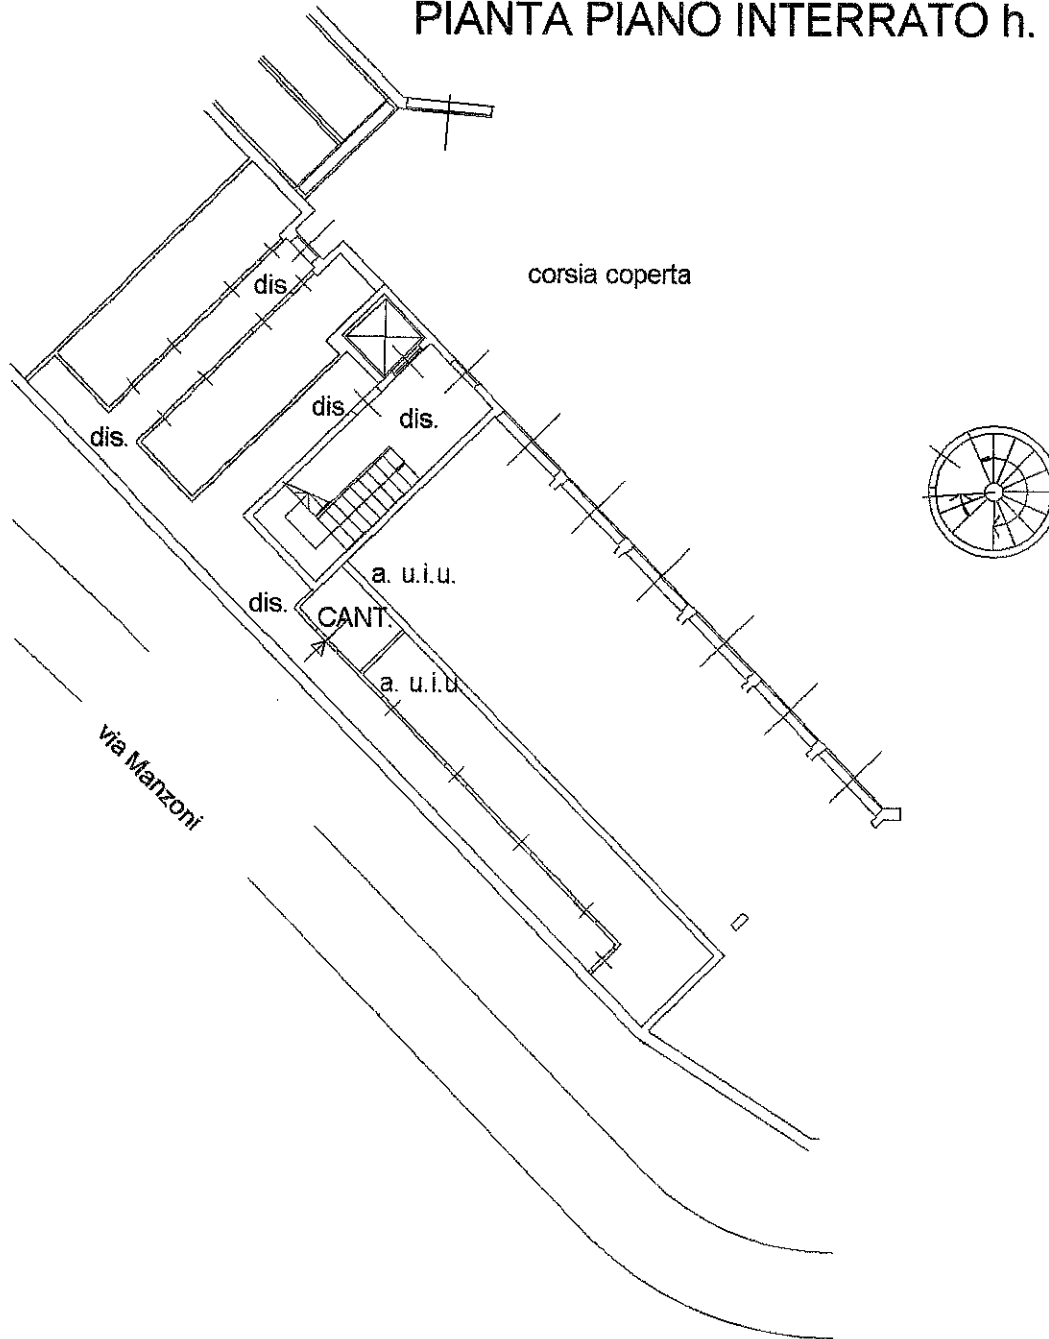 PIANTA PIANO INTERRATO h.
corsia coperta
dis.
dis.
dis.
dis.
a. u.i.u.
dis.
CANT.
a. u.i.u.
via Manzoni